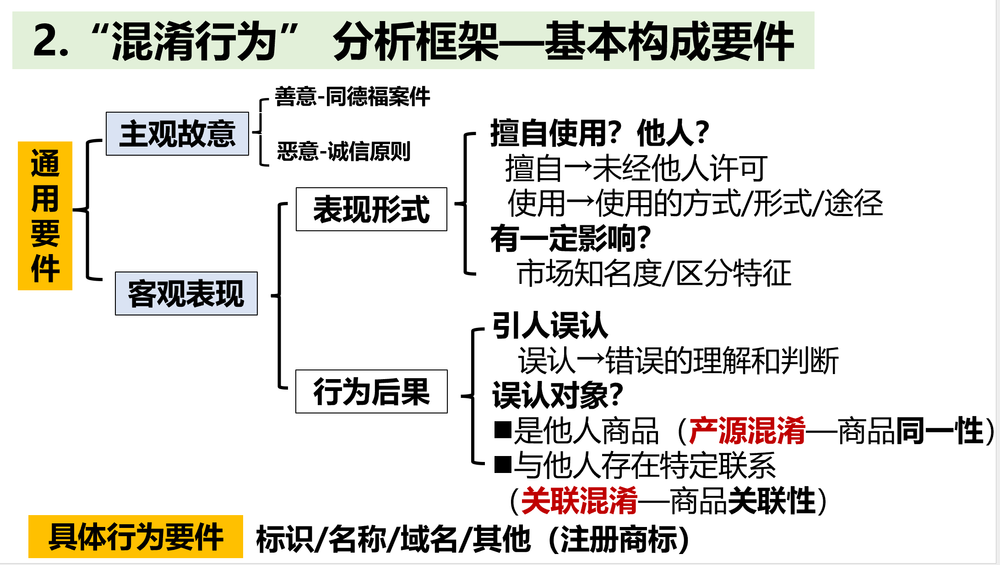 2.“混淆行为” 分析框架—基本构成要件
通用要件
主观故意
善意-同德福案件
恶意-诚信原则
客观表现
表现形式
擅自使用？他人？
擅自→未经他人许可
使用→使用的方式/形式/途径
有一定影响？
市场知名度/区分特征
行为后果
引人误认
误认→错误的理解和判断
误认对象？
■是他人商品（产源混淆—商品同一性）
■与他人存在特定联系
（关联混淆—商品关联性）
具体行为要件
标识/名称/域名/其他（注册商标）